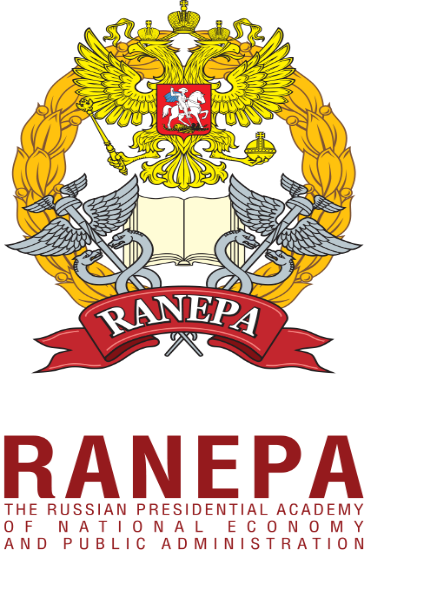 RANEPA
RANEPA
THE RUSSIAN PRESIDENTIAL ACADEMY
OF NATIONAL ECONOMY
AND PUBLIC ADMINISTRATION